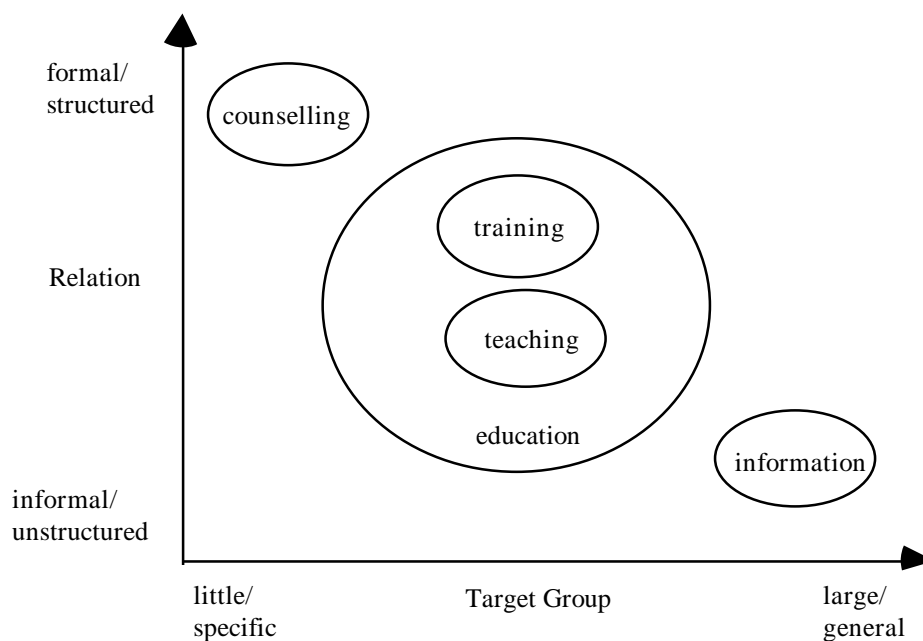 formal/
structured
counselling
training
Relation
teaching
education
information
informal/
unstructured
little/
specific
Target Group
large/
general